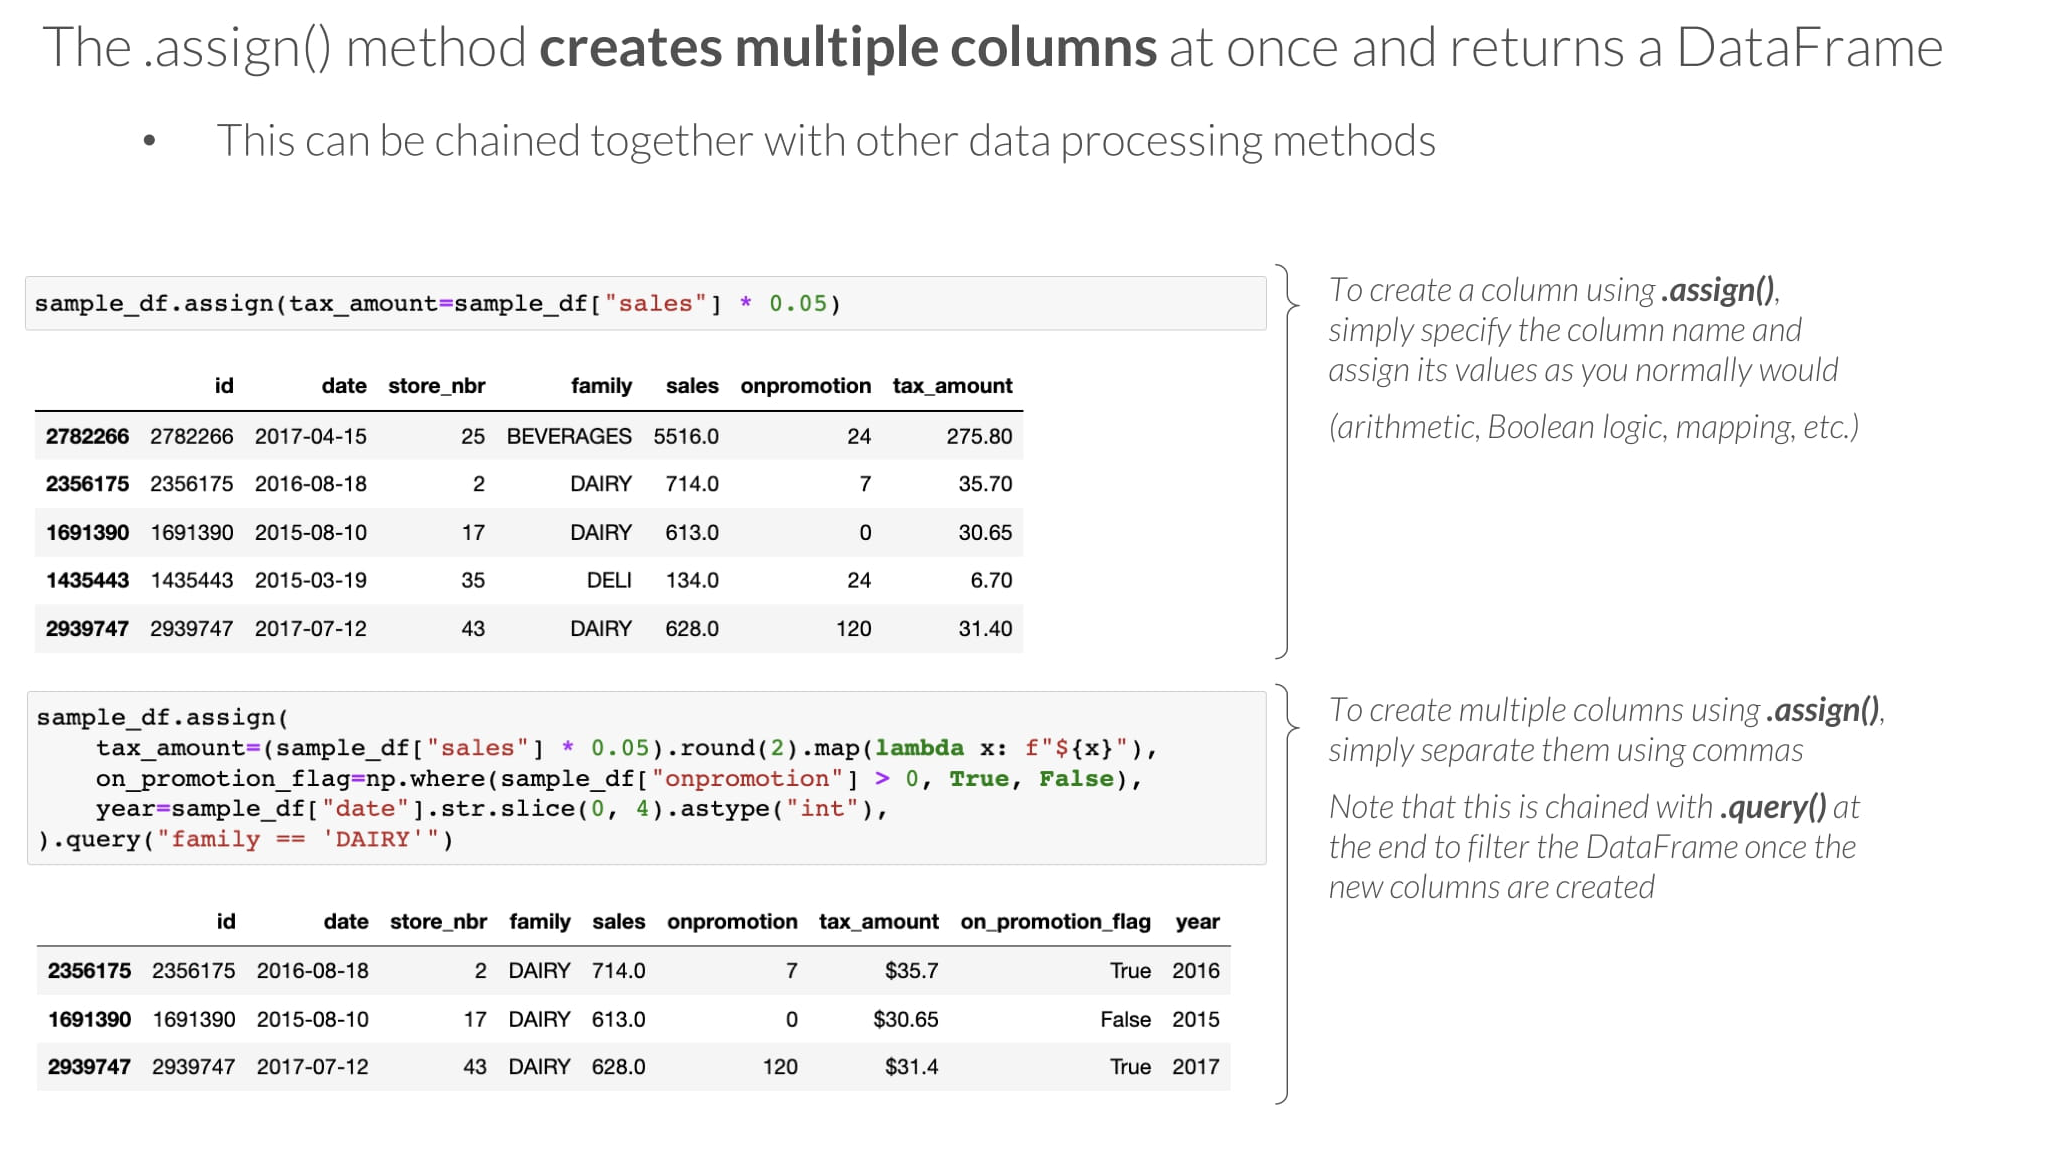 The .assign() method creates multiple columns at once and returns a DataFrame
• This can be chained together with other data processing methods
sample_df.assign(tax_amount=sample_df["sales"] * 0.05)
id date store_nbr family sales onpromotion tax_amount
2782266 2782266 2017-04-15 25 BEVERAGES 5516.0 24 275.80
2356175 2356175 2016-08-18 2 DAIRY 714.0 7 35.70
1691390 1691390 2015-08-10 17 DAIRY 613.0 0 30.65
1435443 1435443 2015-03-19 35 DELI 134.0 24 6.70
2939747 2939747 2017-07-12 43 DAIRY 628.0 120 31.40
To create a column using .assign(),
simply specify the column name and
assign its values as you normally would
(arithmetic, Boolean logic, mapping, etc.)
sample_df.assign(
    tax_amount=(sample_df["sales"] * 0.05).round(2).map(lambda x: f"${x}"),
    on_promotion_flag=np.where(sample_df["onpromotion"] > 0, True, False),
    year=sample_df["date"].str.slice(0, 4).astype("int"),
).query("family == 'DAIRY'")
id date store_nbr family sales onpromotion tax_amount on_promotion_flag year
2356175 2356175 2016-08-18 2 DAIRY 714.0 7 $35.7 True 2016
1691390 1691390 2015-08-10 17 DAIRY 613.0 0 $30.65 False 2015
2939747 2939747 2017-07-12 43 DAIRY 628.0 120 $31.4 True 2017
To create multiple columns using .assign(),
simply separate them using commas
Note that this is chained with .query() at
the end to filter the DataFrame once the
new columns are created